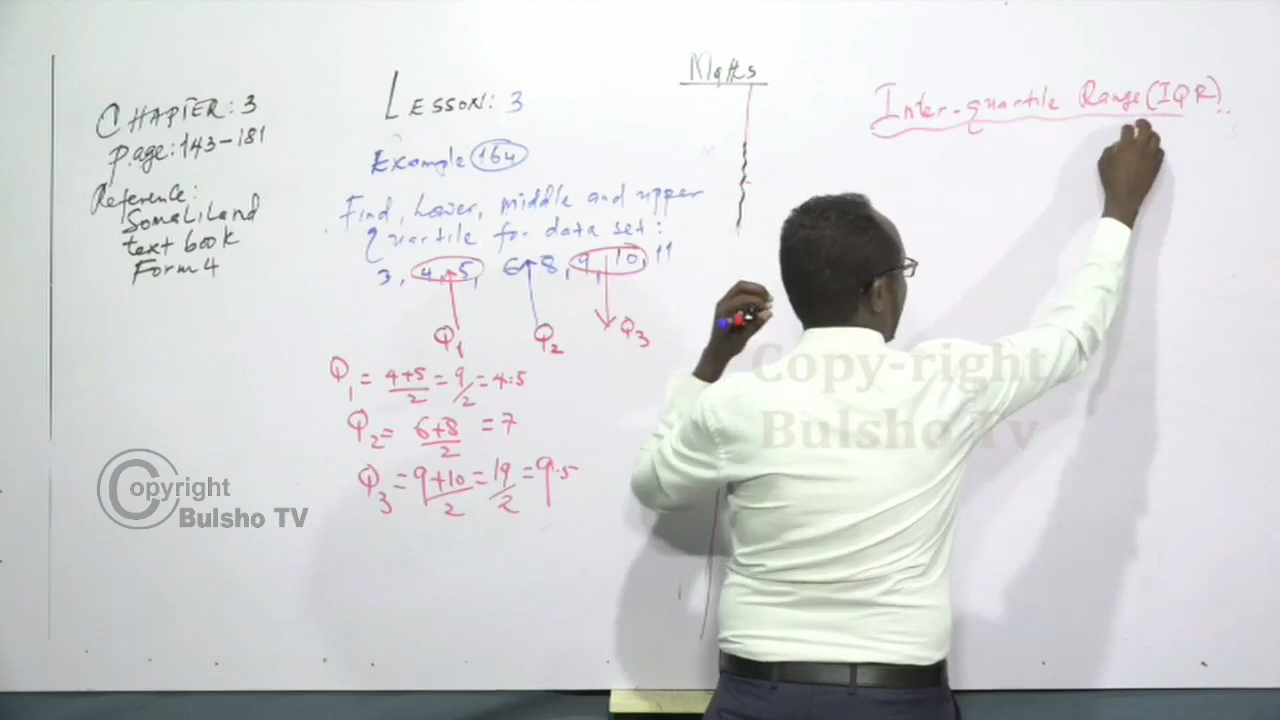 CHAPTER: 3
Page: 143-181
Reference:
Somaliland
text book
Form 4
LESSON: 3
Example 164
Find, Lower, middle and upper
quartile for data set:
3, 4, 5, 6, 8, 9, 10, 11
Q1 Q2 Q3
Q1 = 4+5/2 = 9/2 = 4.5
Q2 = 6+8/2 = 7
Q3 = 9+10/2 = 19/2 = 9.5
Maths
Inter-quartile Range (IQR)..
Copy-right
Bulsho Tv
Copyright
Bulsho TV